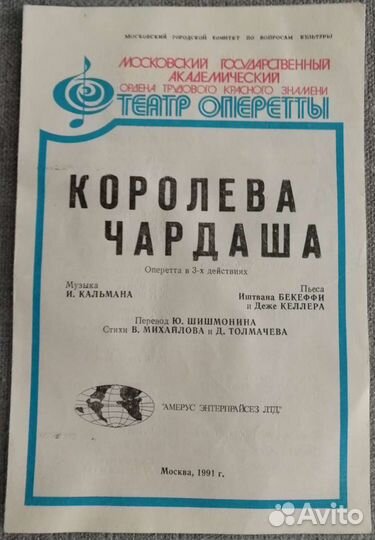 МОСКОВСКИЙ ГОРОДСКОЙ КОМИТЕТ ПО ВОПРОСАМ КУЛЬТУРЫ
МОСКОВСКИЙ ГОСУДАРСТВЕННЫЙ
АКАДЕМИЧЕСКИЙ
ОРДЕНА ТРУДОВОГО КРАСНОГО ЗНАМЕНИ
ТЕАТР ОПЕРЕТТЫ
КОРОЛЕВА
ЧАРДАША
Оперетта в 3-х действиях
Музыка
И. КАЛЬМАНА
Пьеса
Иштвана БЕКЕФФИ
и Деже КЕЛЛЕРА
Перевод Ю. ШИШМОНИНА
Стихи В. МИХАЙЛОВА и Д. ТОЛМАЧЕВА
"АМЕРУС ЭНТЕРПРАЙСЕЗ ЛТД."
Москва, 1991 г.
Avito